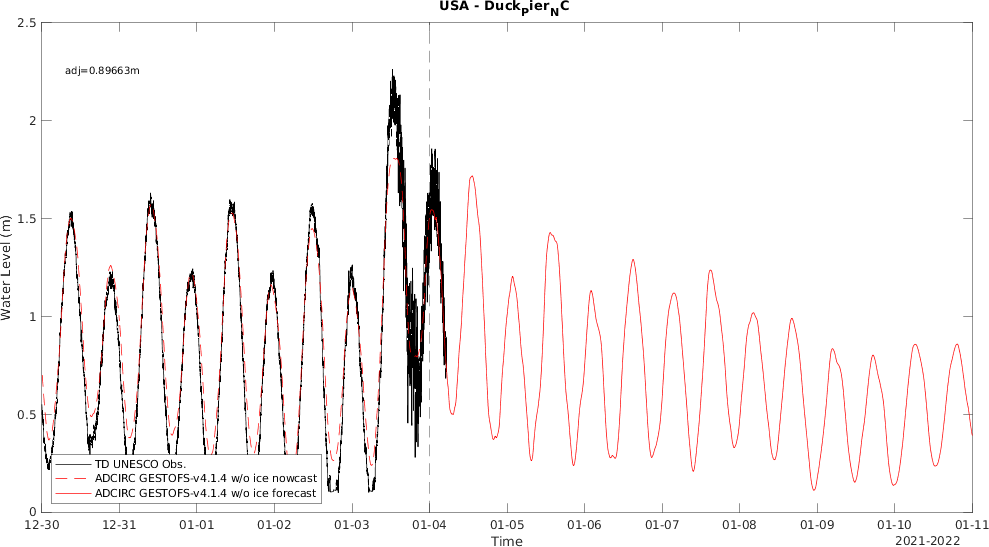 USA - DuckPierNC
adj=0.89663m
Water Level (m)
2.5
2
1.5
1
0.5
0
TD UNESCO Obs.
ADCIRC GESTOFS-v4.1.4 w/o ice nowcast
ADCIRC GESTOFS-v4.1.4 w/o ice forecast
12-30 12-31 01-01 01-02 01-03 01-04 01-05 01-06 01-07 01-08 01-09 01-10 01-11
Time
2021-2022